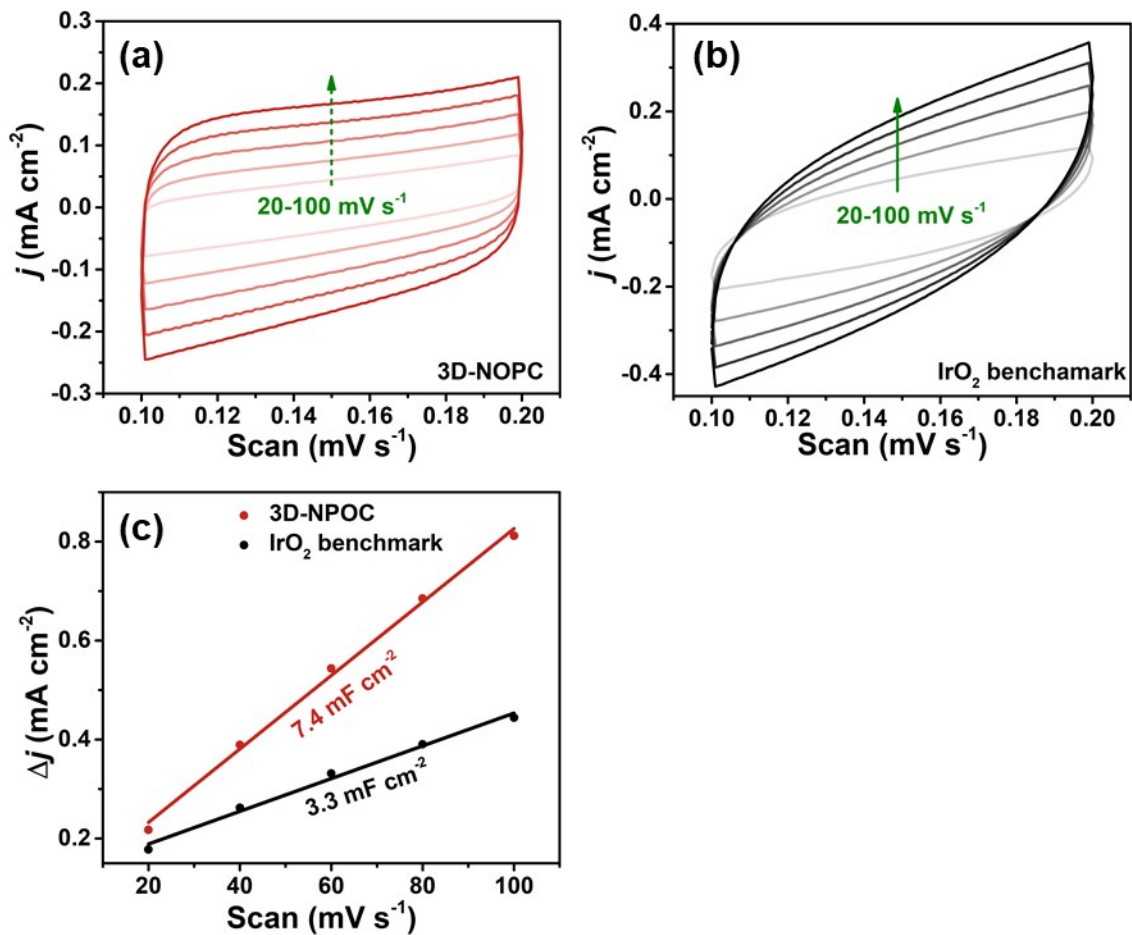 (a)
0.3
0.2
0.1
0.0
-0.1
-0.2
-0.3
j (mA cm-2)
20-100 mV s-1
3D-NOPC
0.10 0.12 0.14 0.16 0.18 0.20
Scan (mV s-1)
(b)
0.4
0.2
0.0
-0.2
-0.4
j (mA cm-2)
20-100 mV s-1
IrO2 benchamark
0.10 0.12 0.14 0.16 0.18 0.20
Scan (mV s-1)
(c)
3D-NPOC
IrO2 benchmark
0.8
0.6
0.4
0.2
Δj (mA cm-2)
7.4 mF cm-2
3.3 mF cm-2
20 40 60 80 100
Scan (mV s-1)